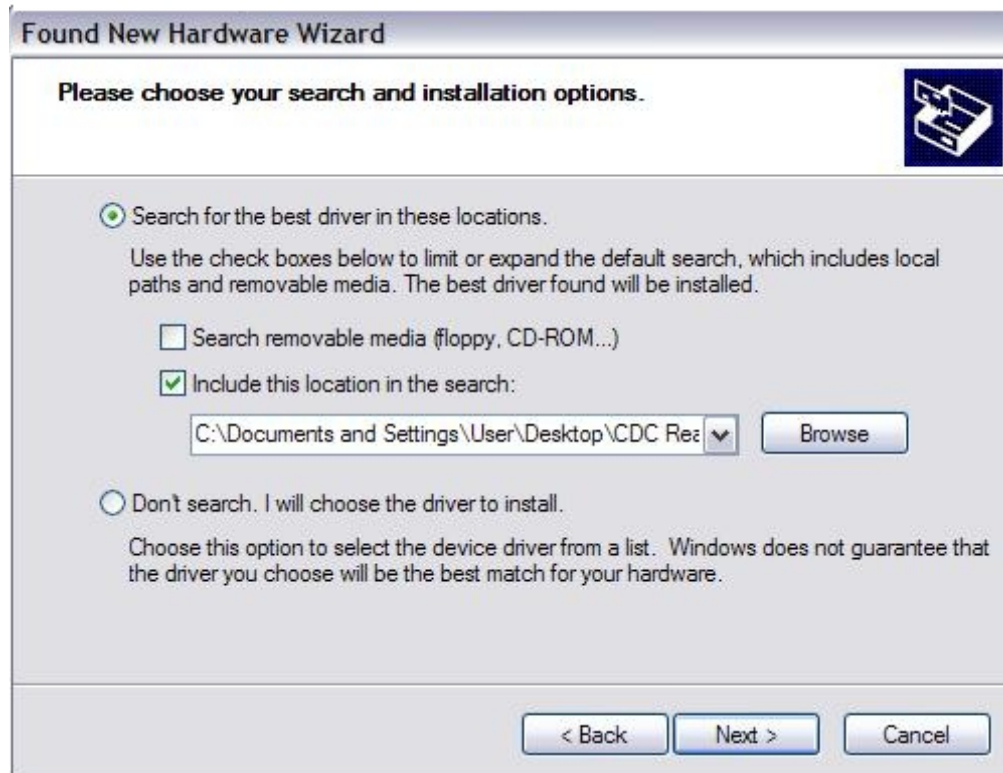 Found New Hardware Wizard
Please choose your search and installation options.
Search for the best driver in these locations.
Use the check boxes below to limit or expand the default search, which includes local
paths and removable media. The best driver found will be installed.
Search removable media (floppy, CD-ROM...)
Include this location in the search:
C:\Documents and Settings\User\Desktop\CDC Rea
Browse
Don't search. I will choose the driver to install.
Choose this option to select the device driver from a list. Windows does not guarantee that
the driver you choose will be the best match for your hardware.
< Back Next > Cancel